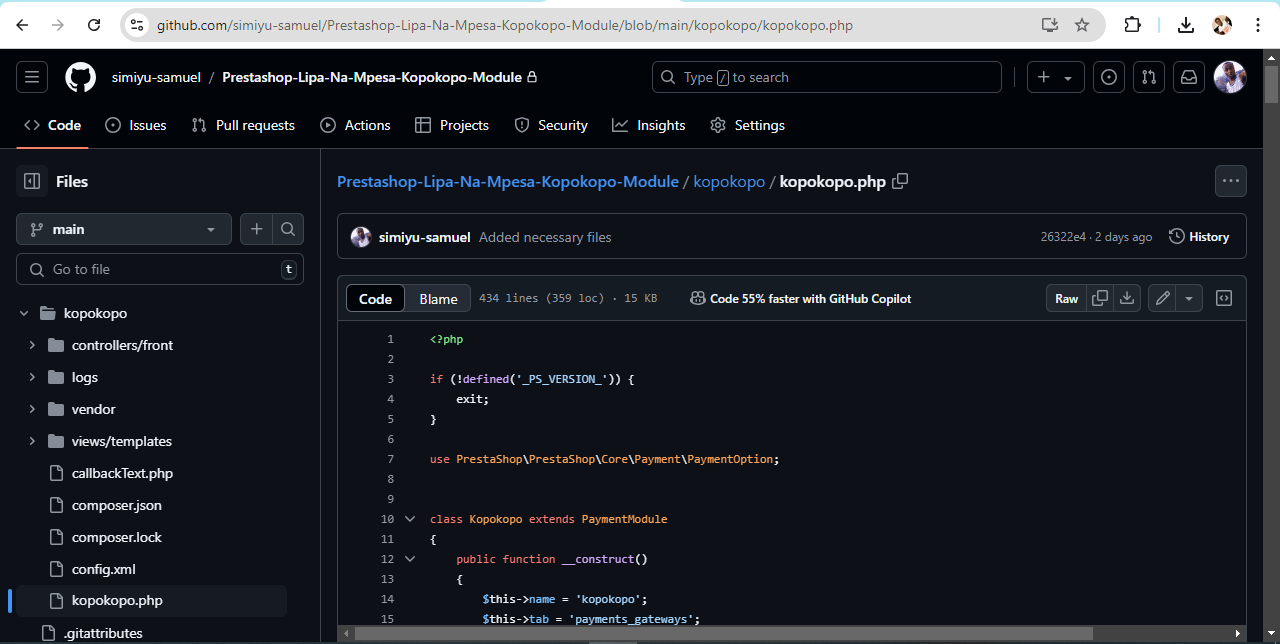 github.com/simiyu-samuel/Prestashop-Lipa-Na-Mpesa-Kopokopo-Module/blob/main/kopokopo/kopokopo.php
simiyu-samuel / Prestashop-Lipa-Na-Mpesa-Kopokopo-Module
Type / to search
Code Issues Pull requests Actions Projects Security Insights Settings
Files
main
Go to file t
kopokopo
controllers/front
logs
vendor
views/templates
callbackText.php
composer.json
composer.lock
config.xml
kopokopo.php
.gitattributes
Prestashop-Lipa-Na-Mpesa-Kopokopo-Module / kopokopo / kopokopo.php
simiyu-samuel Added necessary files 26322e4 · 2 days ago History
Code Blame 434 lines (359 loc) · 15 KB Code 55% faster with GitHub Copilot Raw
1 <?php
2
3 if (!defined('_PS_VERSION_')) {
4 exit;
5 }
6
7 use PrestaShop\PrestaShop\Core\Payment\PaymentOption;
8
9
10 class Kopokopo extends PaymentModule
11 {
12 public function __construct()
13 {
14 $this->name = 'kopokopo';
15 $this->tab = 'payments_gateways';